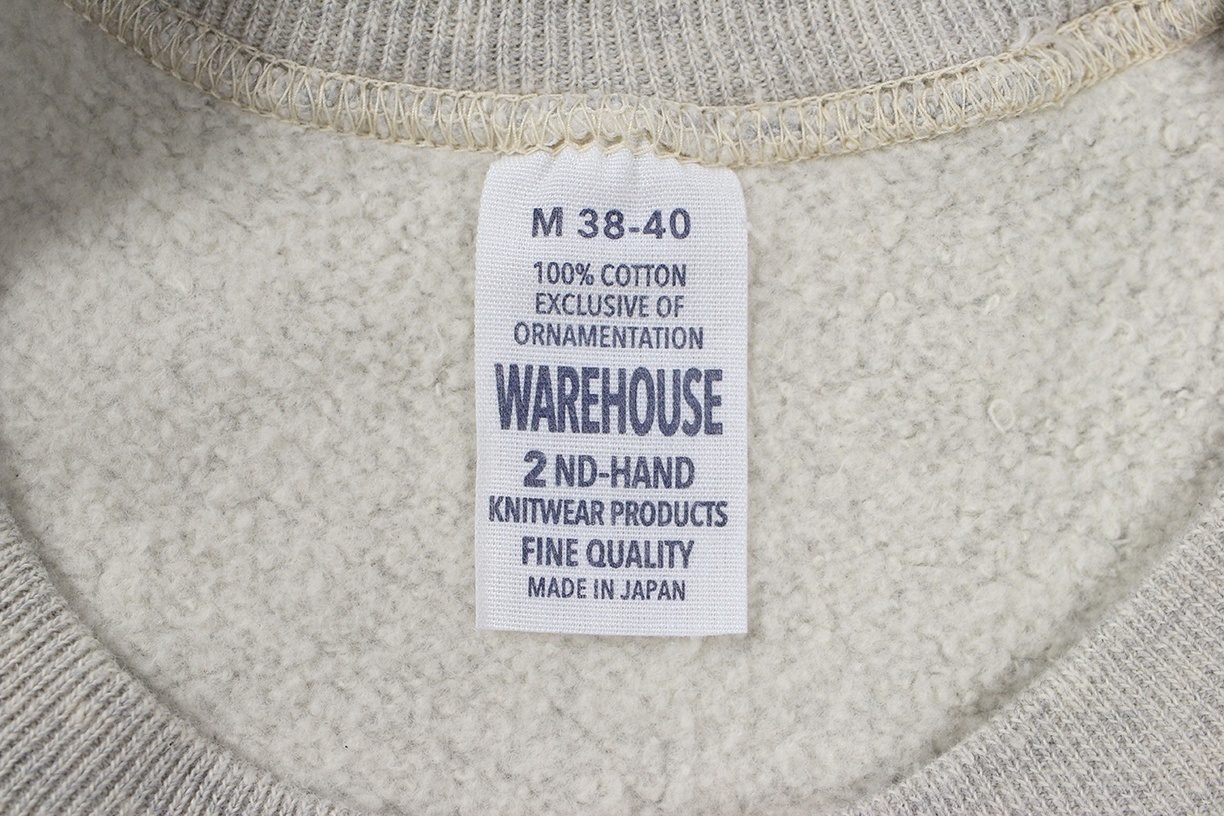 M 38-40
100% COTTON
EXCLUSIVE OF
ORNAMENTATION
WAREHOUSE
2 ND-HAND
KNITWEAR PRODUCTS
FINE QUALITY
MADE IN JAPAN